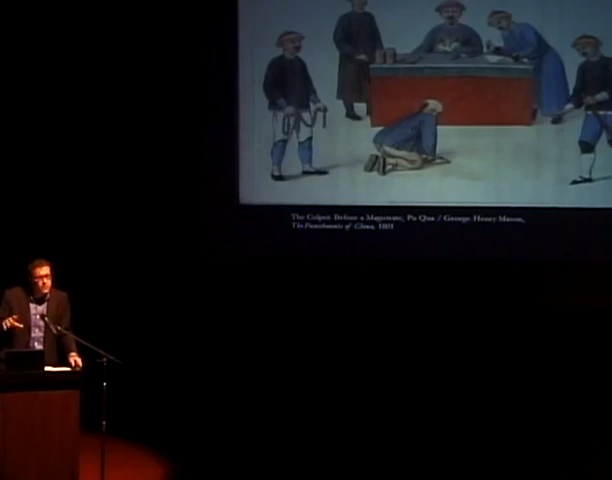 The Culprit Before a Magistrate, Pu Qua / George Henry Mason,
The Punishments of China, 1801